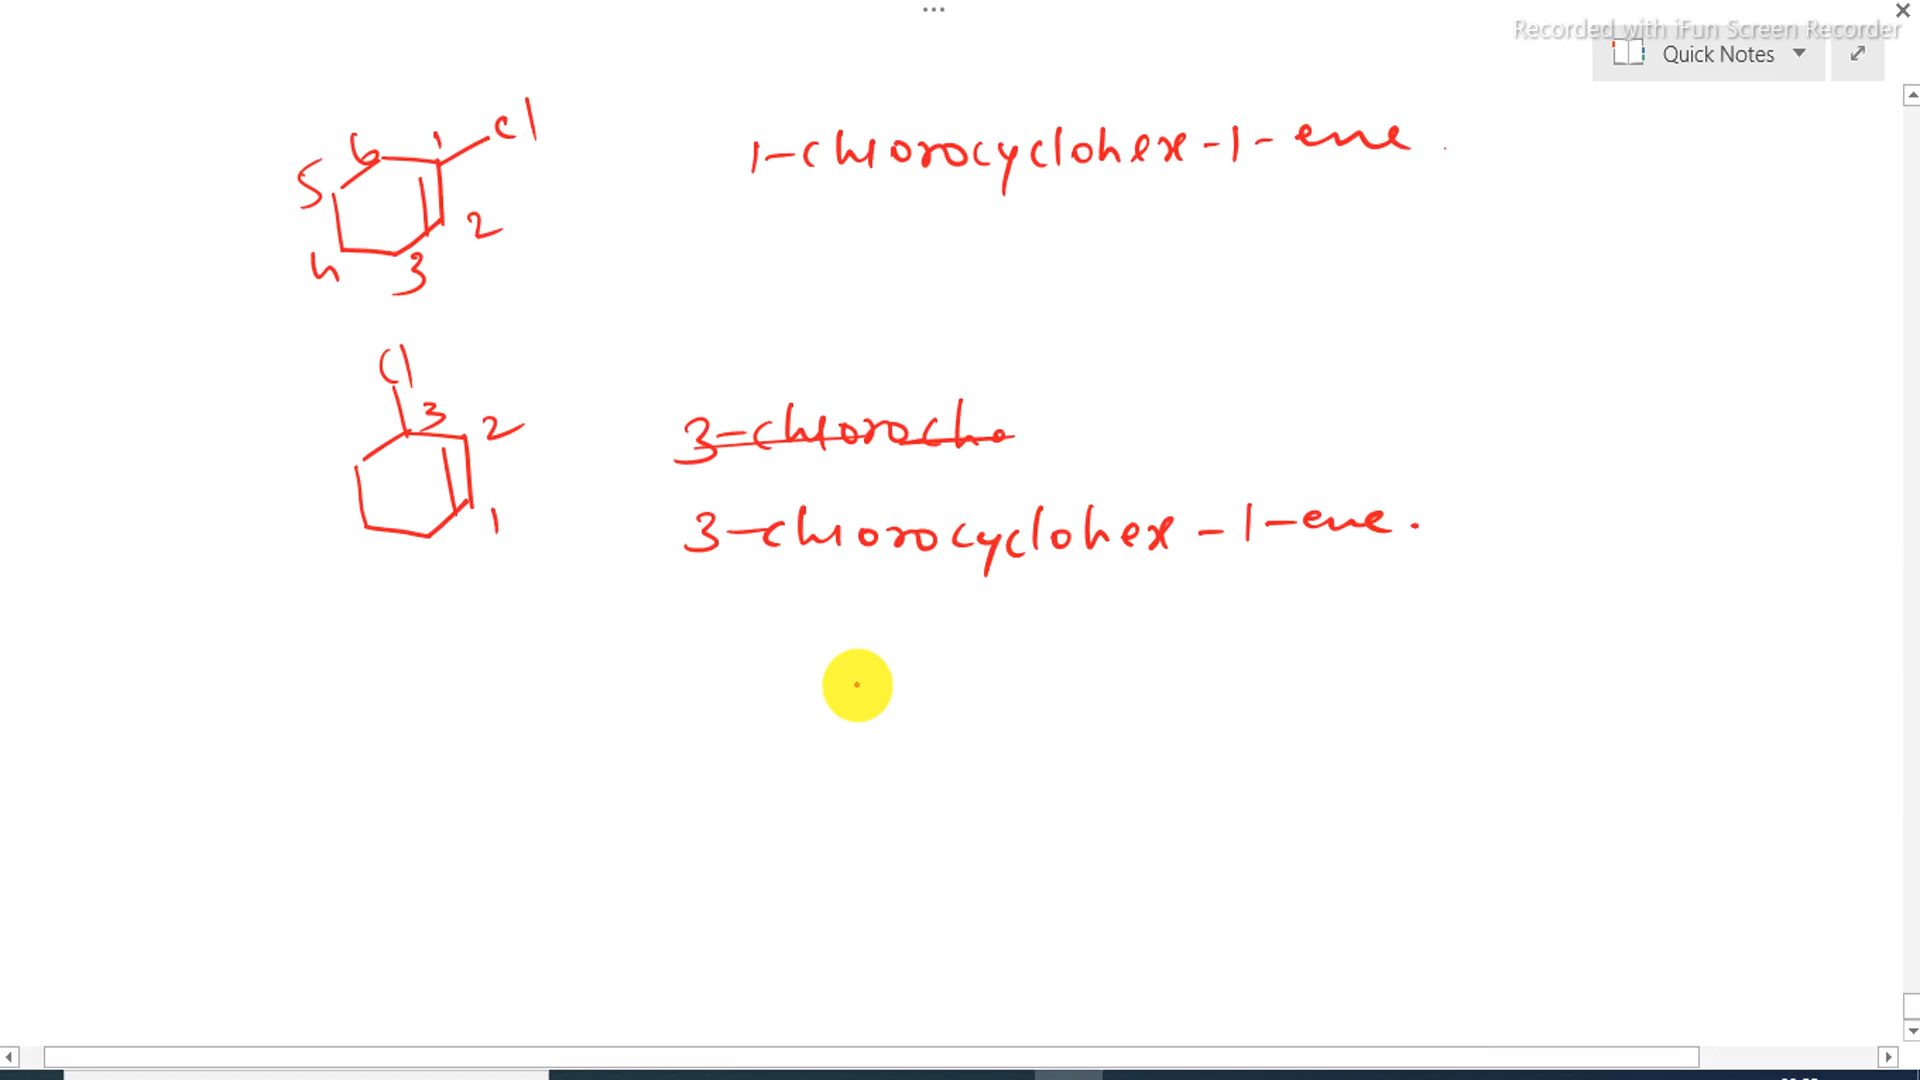 Recorded with iFun Screen Recorder
Quick Notes
Cl
1
6
5
2
4
3
1-chlorocyclohex-1-ene.
Cl
3
2
1
3-chlorocho
3-chlorocyclohex-1-ene.